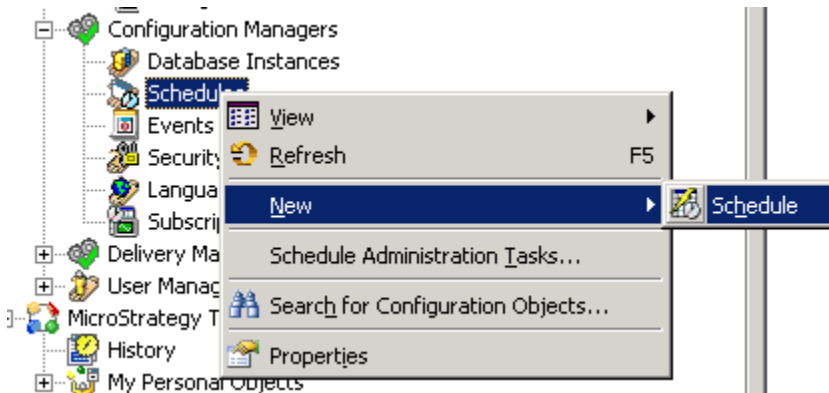 Configuration Managers
Database Instances
Schedules
Events
View
Refresh F5
Security
Langua
New
Schedule
Subscrip
Delivery Ma
Schedule Administration Tasks...
User Manag
Search for Configuration Objects...
MicroStrategy T
History
Properties
My Personal Objects